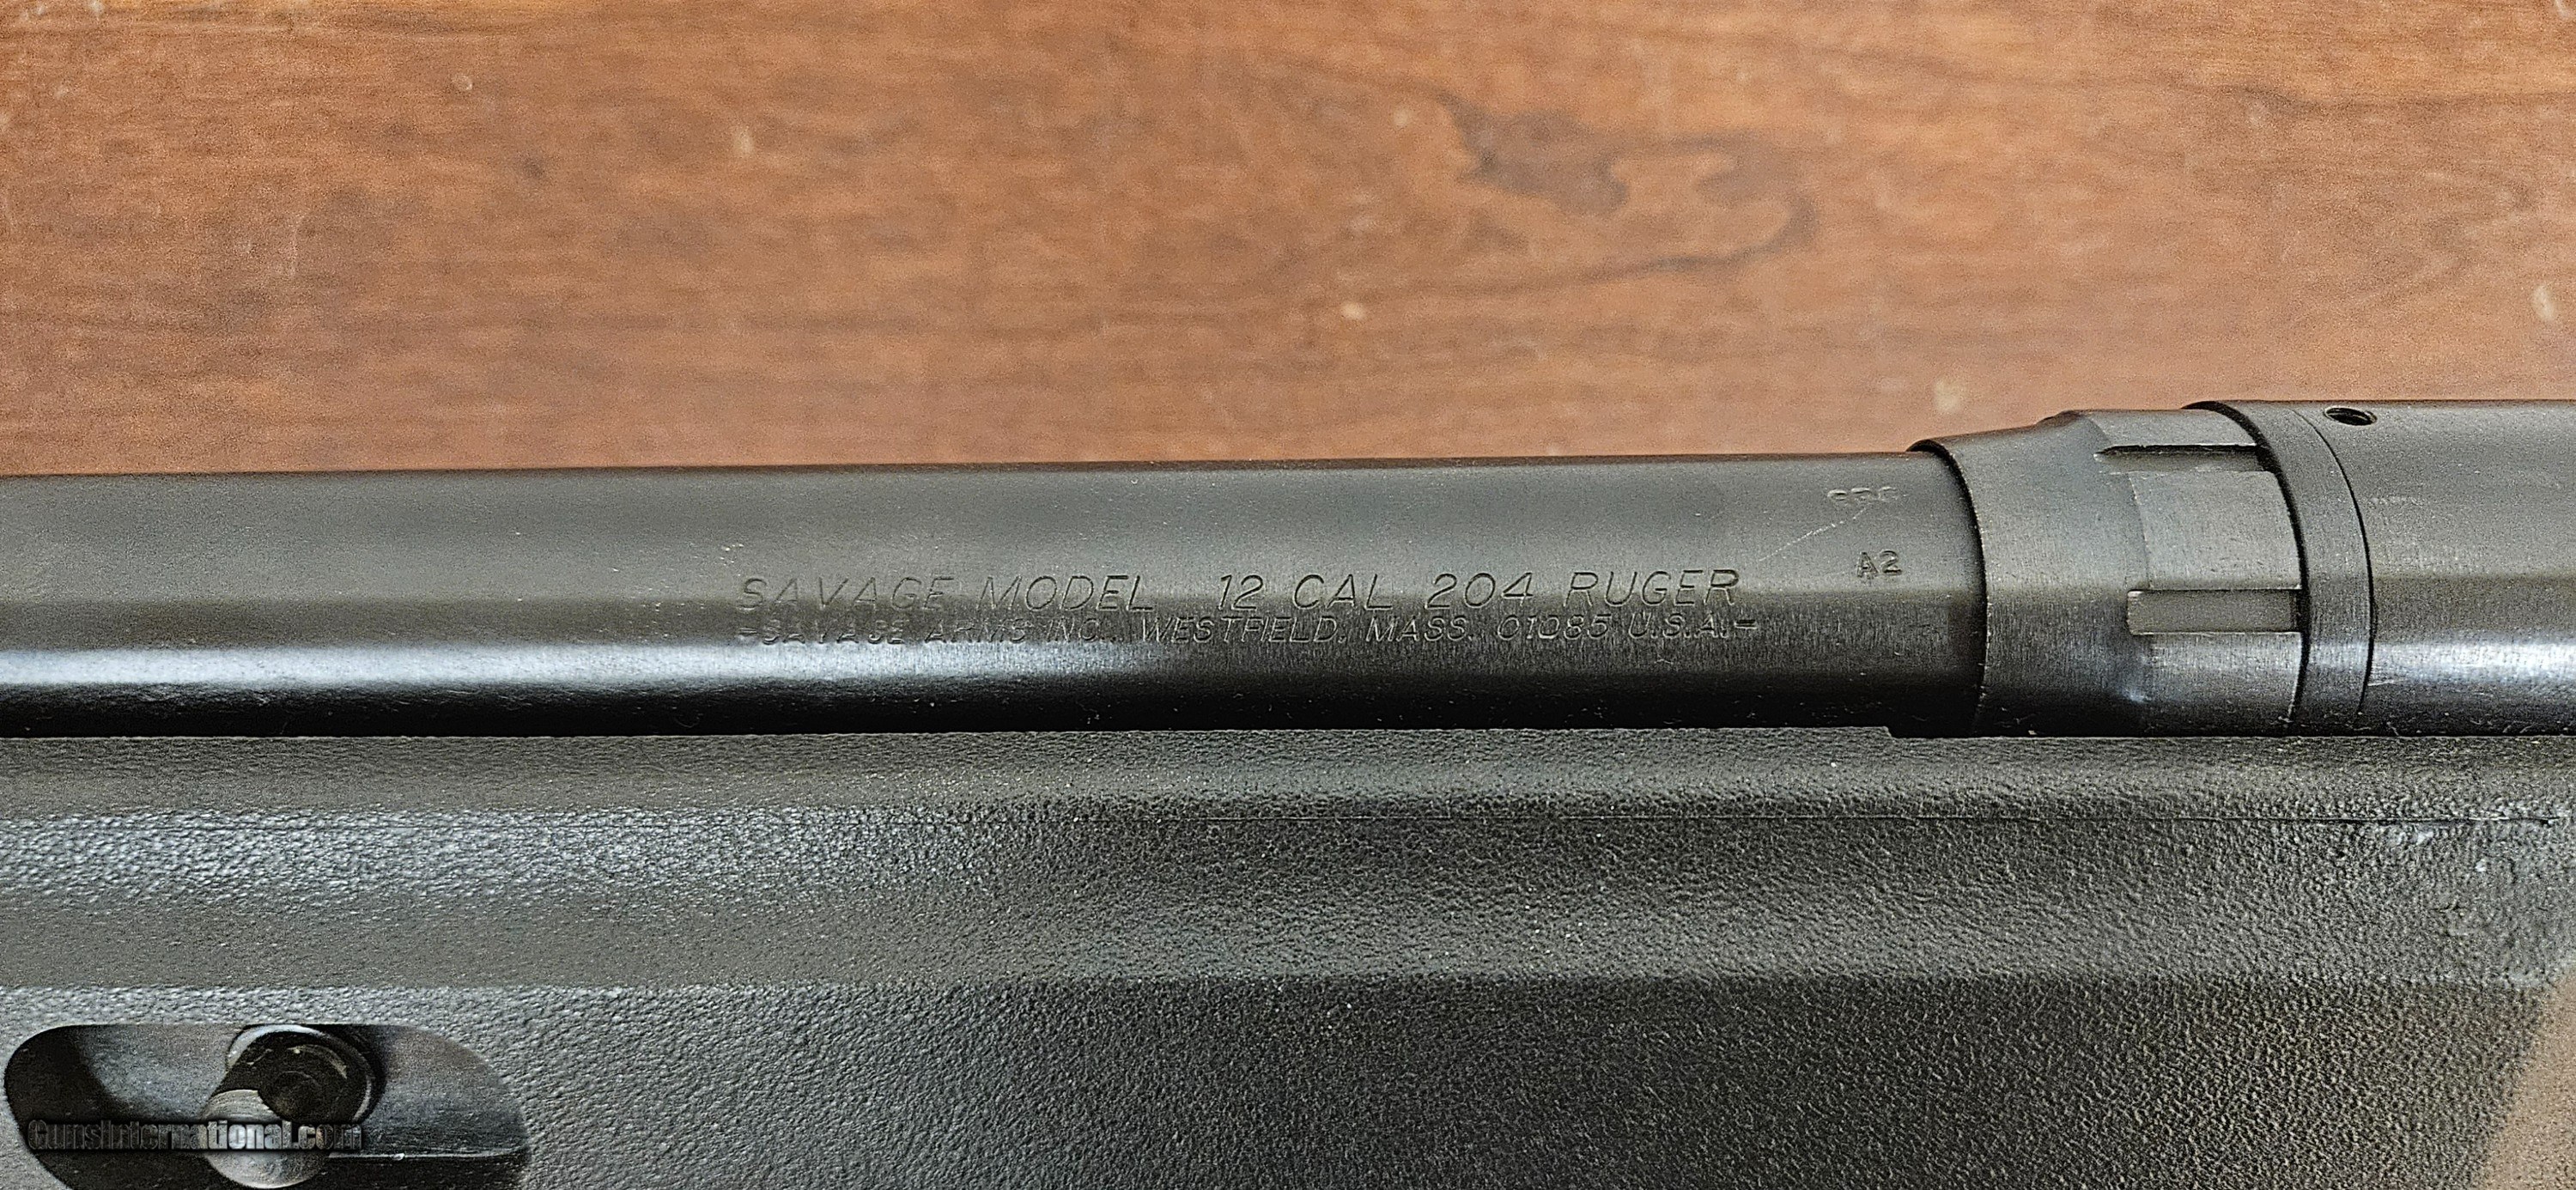 A2
SAVAGE MODEL 12 CAL 204 RUGER
-SAVAGE ARMS INC. WESTFIELD, MASS. 01085 U.S.A.-
GunsInternational.com